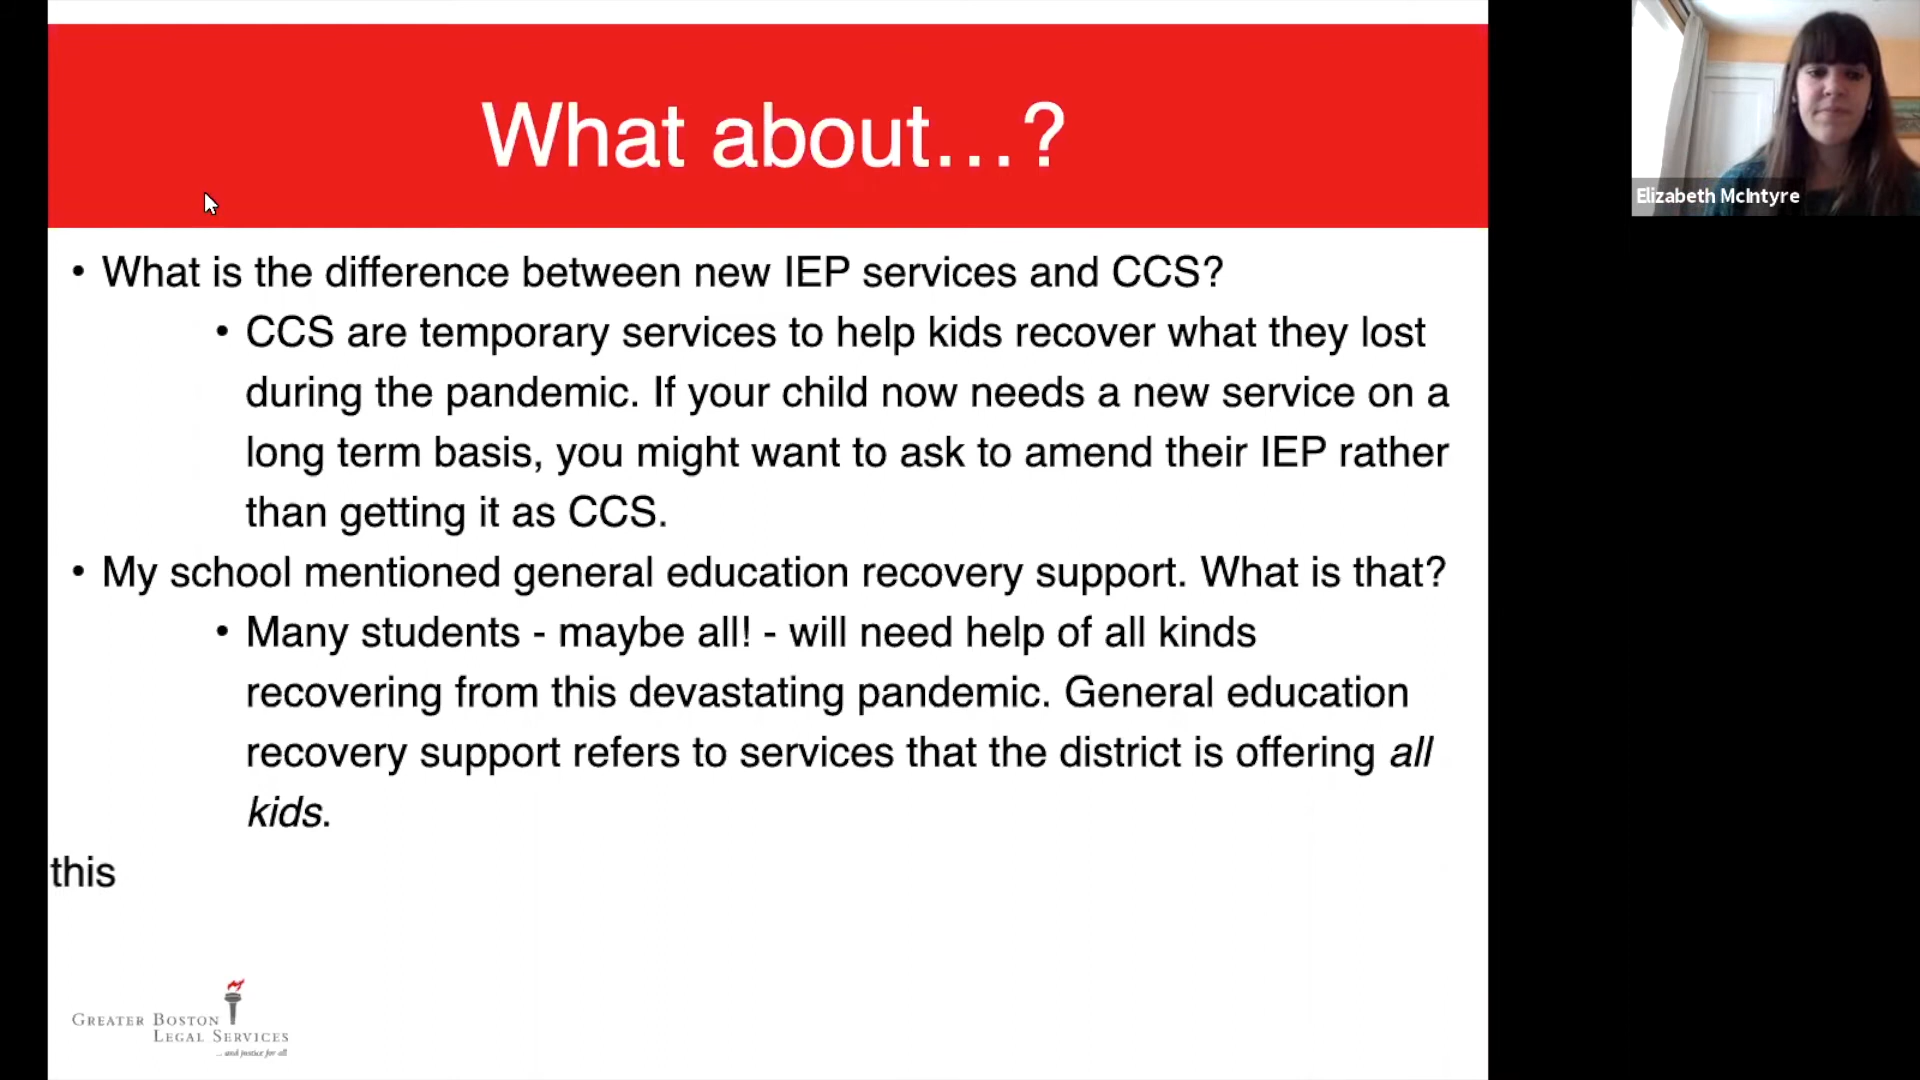 What about…?
Elizabeth McIntyre
• What is the difference between new IEP services and CCS?
• CCS are temporary services to help kids recover what they lost
during the pandemic. If your child now needs a new service on a
long term basis, you might want to ask to amend their IEP rather
than getting it as CCS.
• My school mentioned general education recovery support. What is that?
• Many students - maybe all! - will need help of all kinds
recovering from this devastating pandemic. General education
recovery support refers to services that the district is offering all
kids.
this
GREATER BOSTON
LEGAL SERVICES
... and justice for all